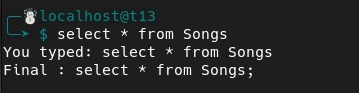 localhost@t13
$ select * from Songs
You typed: select * from Songs
Final : select * from Songs;